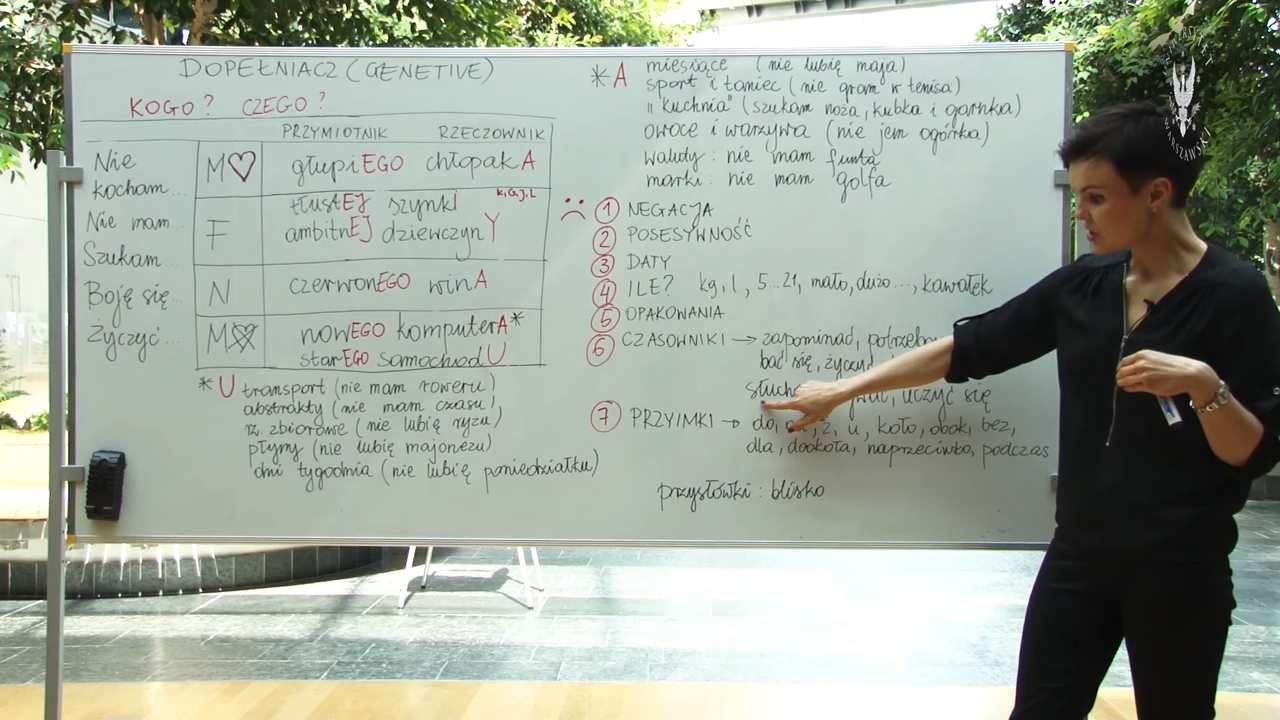 DOPEŁNIACZ (GENETIVE)
KOGO? CZEGO?
PRZYMIOTNIK RZECZOWNIK
Nie kocham...
Nie mam...
Szukam...
Boję się...
Życzyć...
M♡ głupiEGO chłopakA
K,G,J,L
F tłustEJ szynkI
ambitnEJ dziewczynY
N czerwonEGO winA
M nowEGO komputerA*
starEGO samochodU
*U transport (nie mam roweru)
abstrakty (nie mam czasu)
rz. zbiorowe (nie lubię ryżu)
płyny (nie lubię majonezu)
dni tygodnia (nie lubię poniedziałku)
*A miesiące (nie lubię maja)
sport i taniec (nie gram w tenisa)
"kuchnia" (szukam noża, kubka i garnka)
owoce i warzywa (nie jem ogórka)
waluty: nie mam funta
marki: nie mam golfa
:( 1 NEGACJA
2 POSESYWNOŚĆ
3 DATY
4 ILE? kg, l, 5...21, mało, dużo..., kawałek
5 OPAKOWANIA
6 CZASOWNIKI → zapominać,
bać się, życzyć
uczyć się
7 PRZYIMKI → do, z, u, koło, obok, bez,
dla, dookoła, naprzeciwko, podczas
przysłówki: blisko